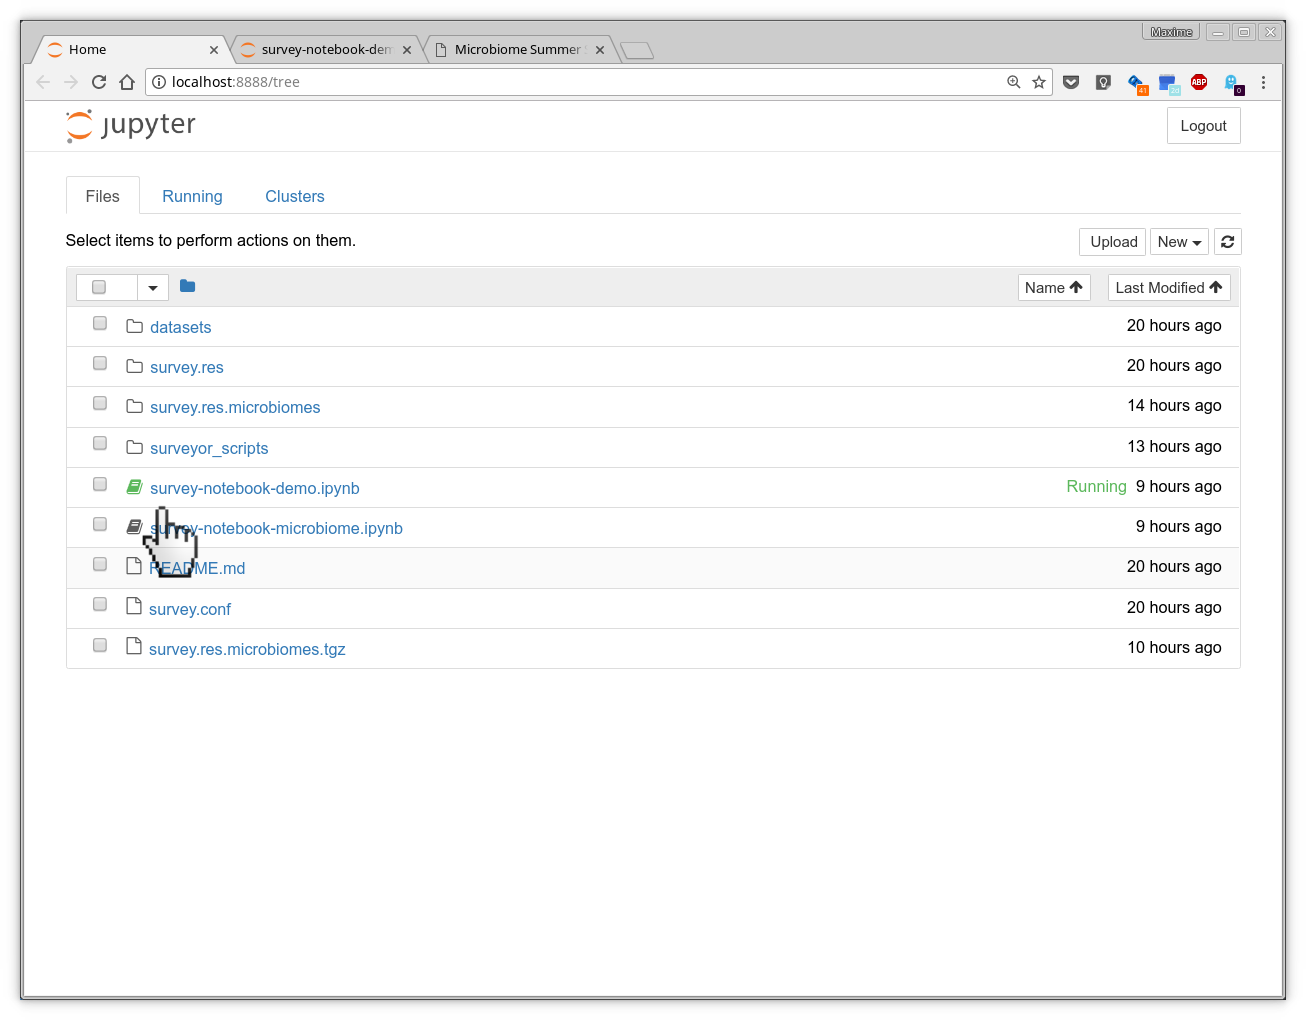 Maxime
Home
survey-notebook-dem
Microbiome Summer
localhost:8888/tree
41
ABP
0
jupyter
Logout
Files
Running
Clusters
Select items to perform actions on them.
Upload
New
Name
Last Modified
datasets
20 hours ago
survey.res
20 hours ago
survey.res.microbiomes
14 hours ago
surveyor_scripts
13 hours ago
survey-notebook-demo.ipynb
Running 9 hours ago
survey-notebook-microbiome.ipynb
9 hours ago
README.md
20 hours ago
survey.conf
20 hours ago
survey.res.microbiomes.tgz
10 hours ago